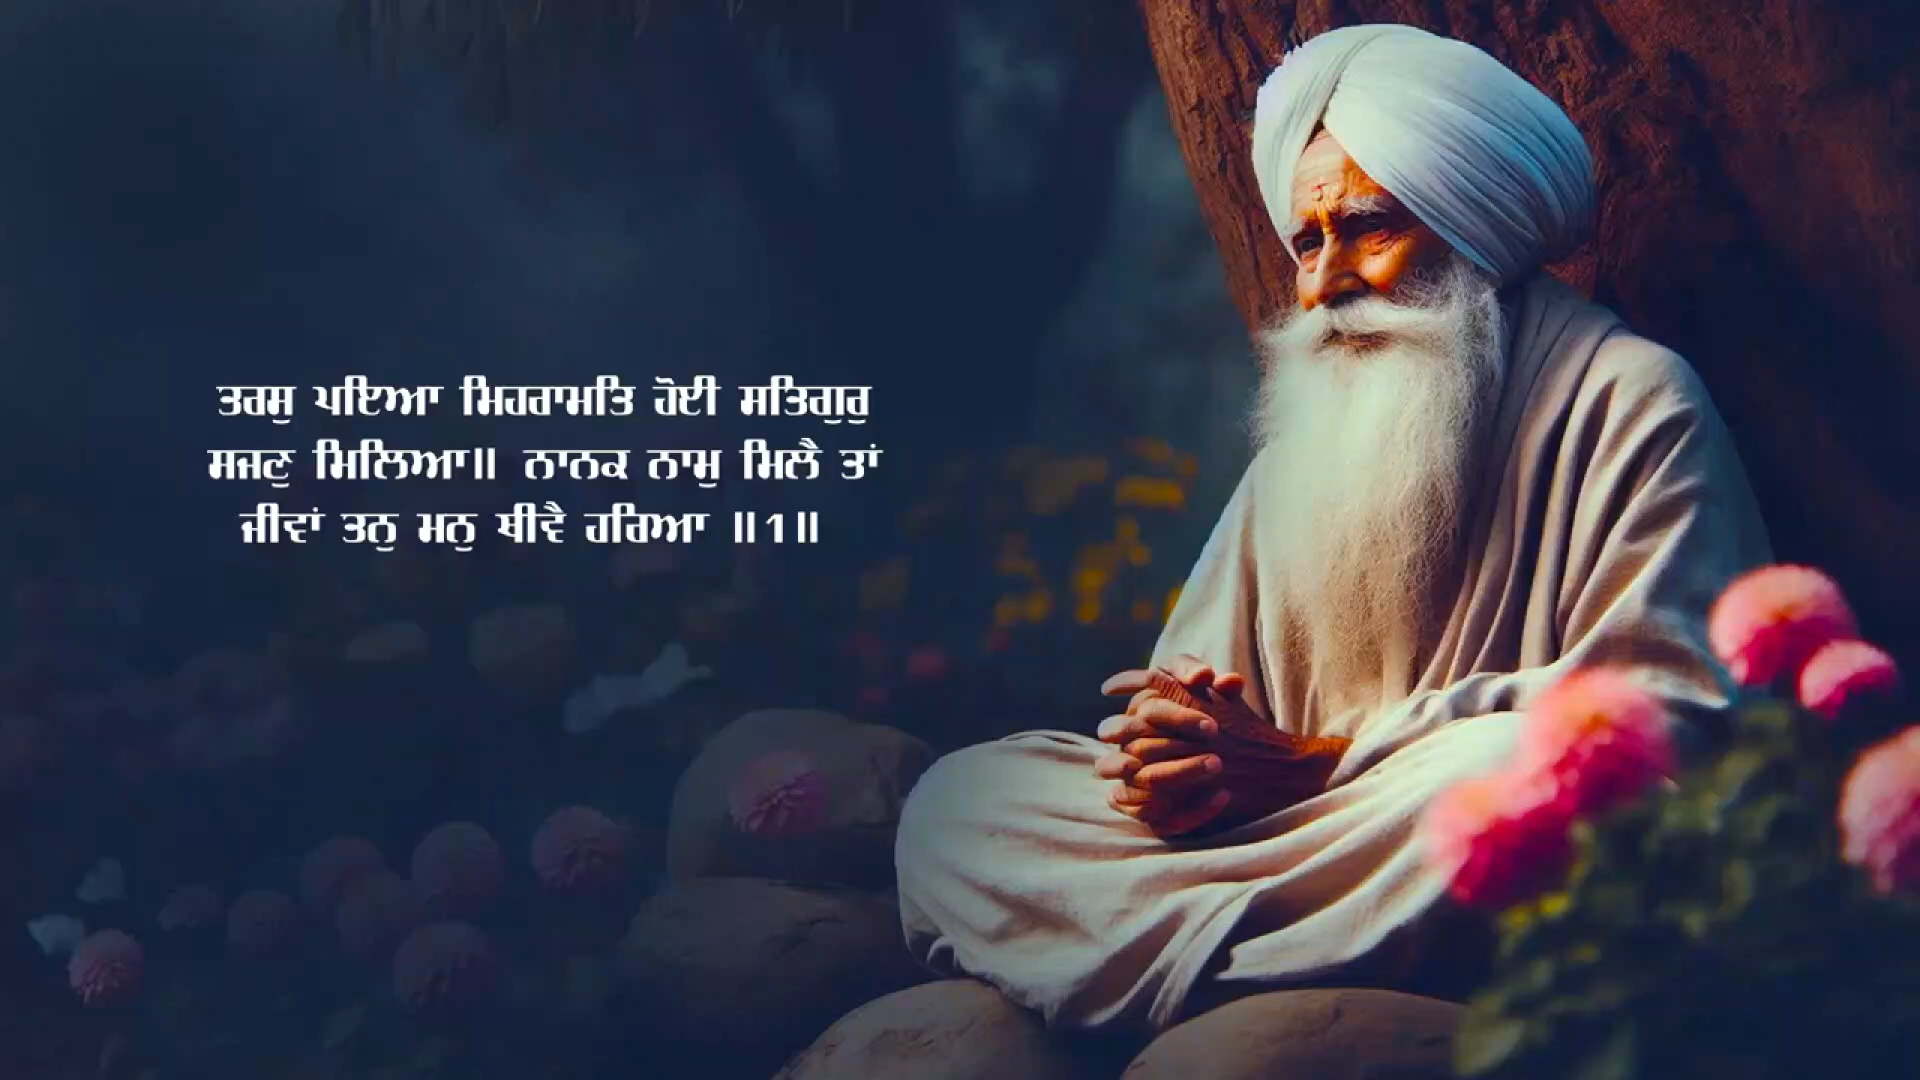 ਤਰਸੁ ਪਇਆ ਮਿਹਰਾਮਤਿ ਹੋਈ ਸਤਿਗੁਰੁ
ਸਜਣੁ ਮਿਲਿਆ॥ ਨਾਨਕ ਨਾਮੁ ਮਿਲੈ ਤਾਂ
ਜੀਵਾਂ ਤਨੁ ਮਨੁ ਥੀਵੈ ਹਰਿਆ ॥1॥